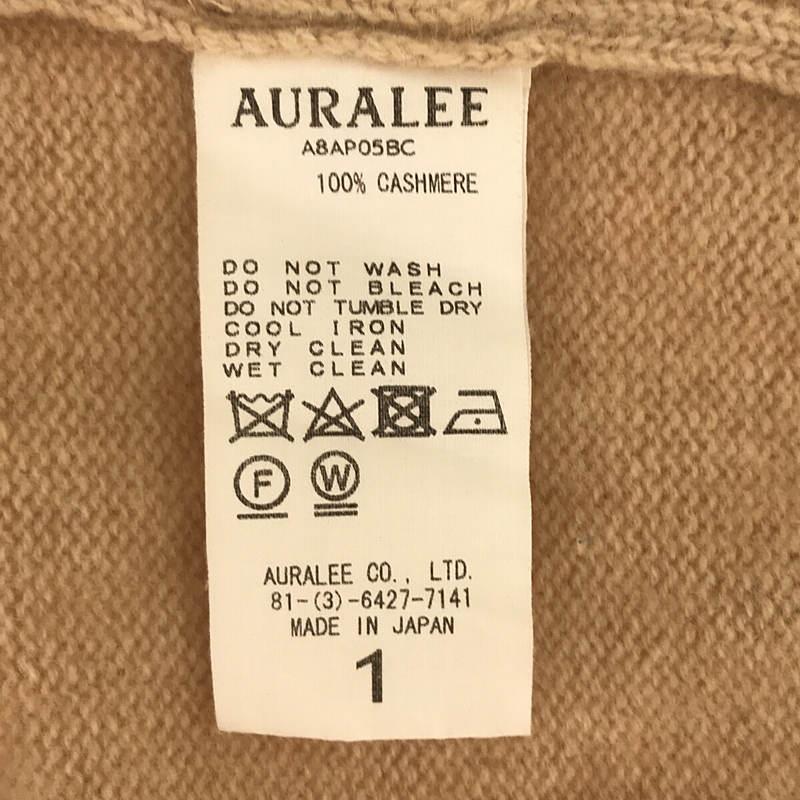 AURALEE
A8AP05BC
100% CASHMERE
DO NOT WASH
DO NOT BLEACH
DO NOT TUMBLE DRY
COOL IRON
DRY CLEAN
WET CLEAN
F W
AURALEE CO., LTD.
81-(3)-6427-7141
MADE IN JAPAN
1